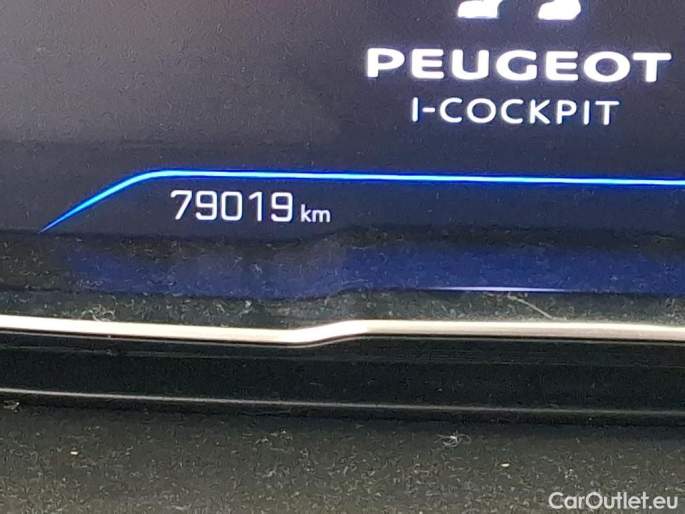 PEUGEOT
I-COCKPIT
79019 km
CarOutlet.eu